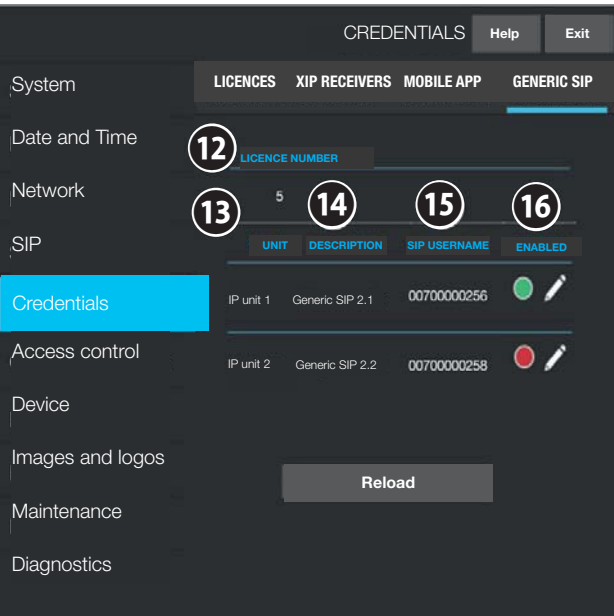 CREDENTIALS Help Exit
LICENCES XIP RECEIVERS MOBILE APP GENERIC SIP
System
Date and Time
Network
SIP
Credentials
Access control
Device
Images and logos
Maintenance
Diagnostics
12 LICENCE NUMBER
13 5 14 15 16
UNIT DESCRIPTION SIP USERNAME ENABLED
IP unit 1 Generic SIP 2.1 00700000256
IP unit 2 Generic SIP 2.2 00700000258
Reload